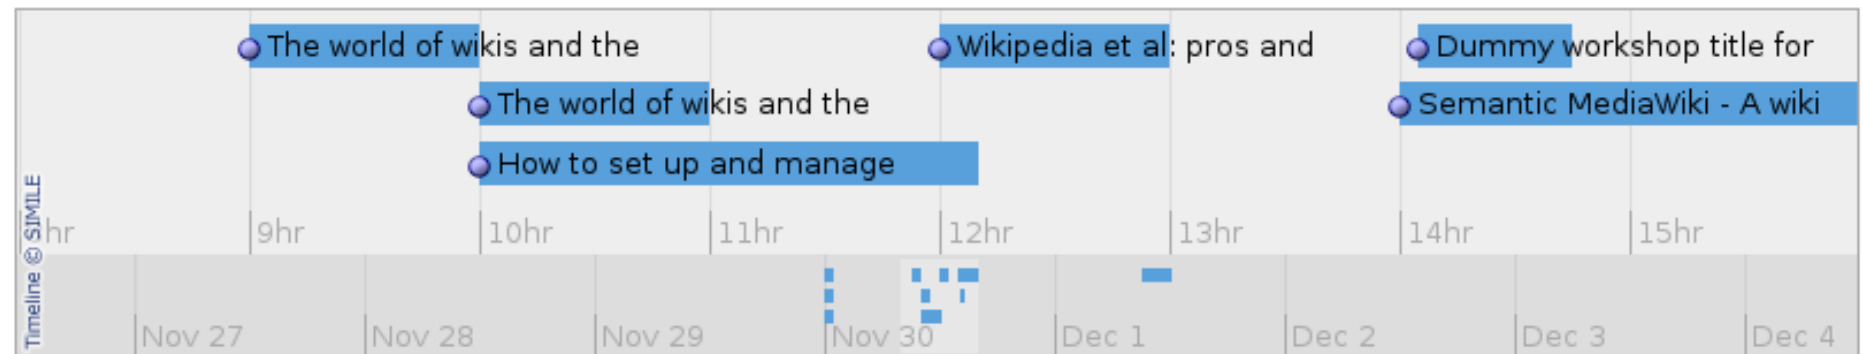 The world of wikis and the
Wikipedia et al: pros and
Dummy workshop title for
The world of wikis and the
Semantic MediaWiki - A wiki
How to set up and manage
hr 9hr 10hr 11hr 12hr 13hr 14hr 15hr
Timeline © SIMILE
Nov 27 Nov 28 Nov 29 Nov 30 Dec 1 Dec 2 Dec 3 Dec 4